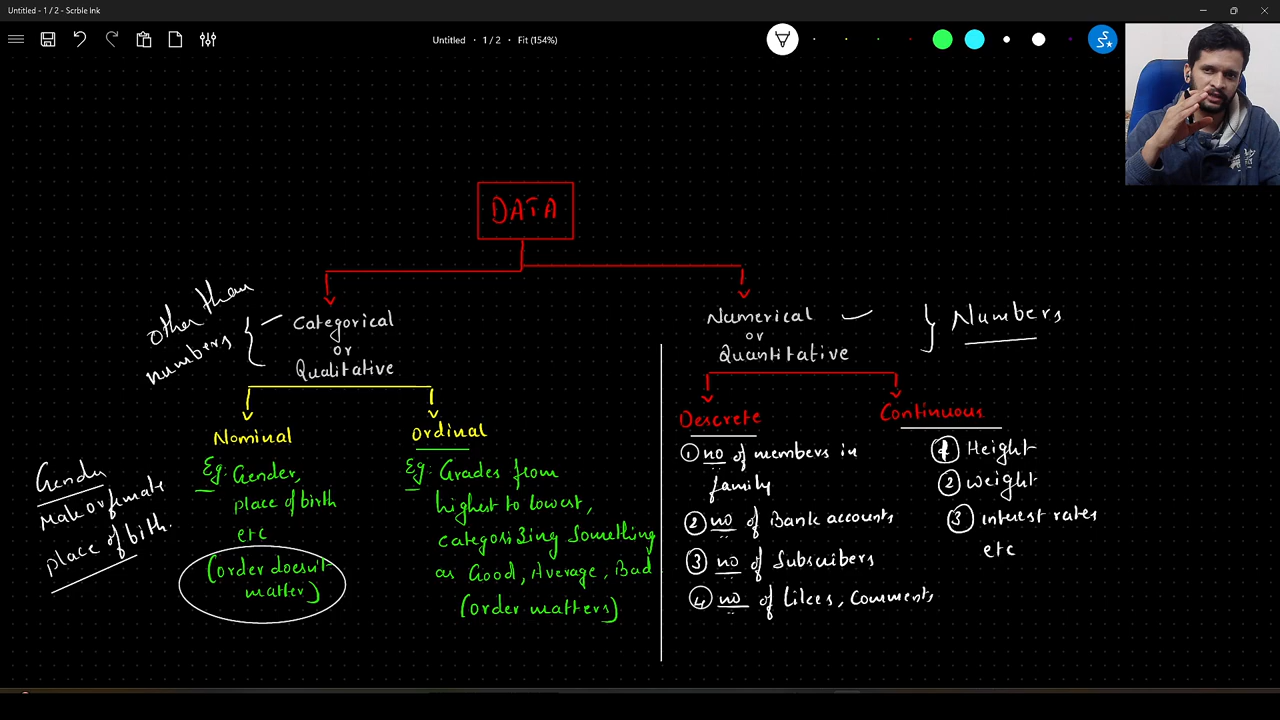 Untitled - 1 / 2 - Scrble Ink
Untitled • 1 / 2 • Fit (154%)
DATA
other than
numbers
Categorical
or
Qualitative
Numerical
or
Quantitative
Numbers
Nominal
Eg: Gender,
place of birth
etc
(order doesn't
matter)
Gender
Male or female
place of bith.
Ordinal
Eg: Grades from
highest to lowest,
categorizing something
as Good, Average, Bad
(order matters)
Descrete
① no of members in
family
② no of Bank accounts
③ no of Subscribers
④ no of Likes, Comments
Continuous
① Height
② Weight
③ interest rates
etc